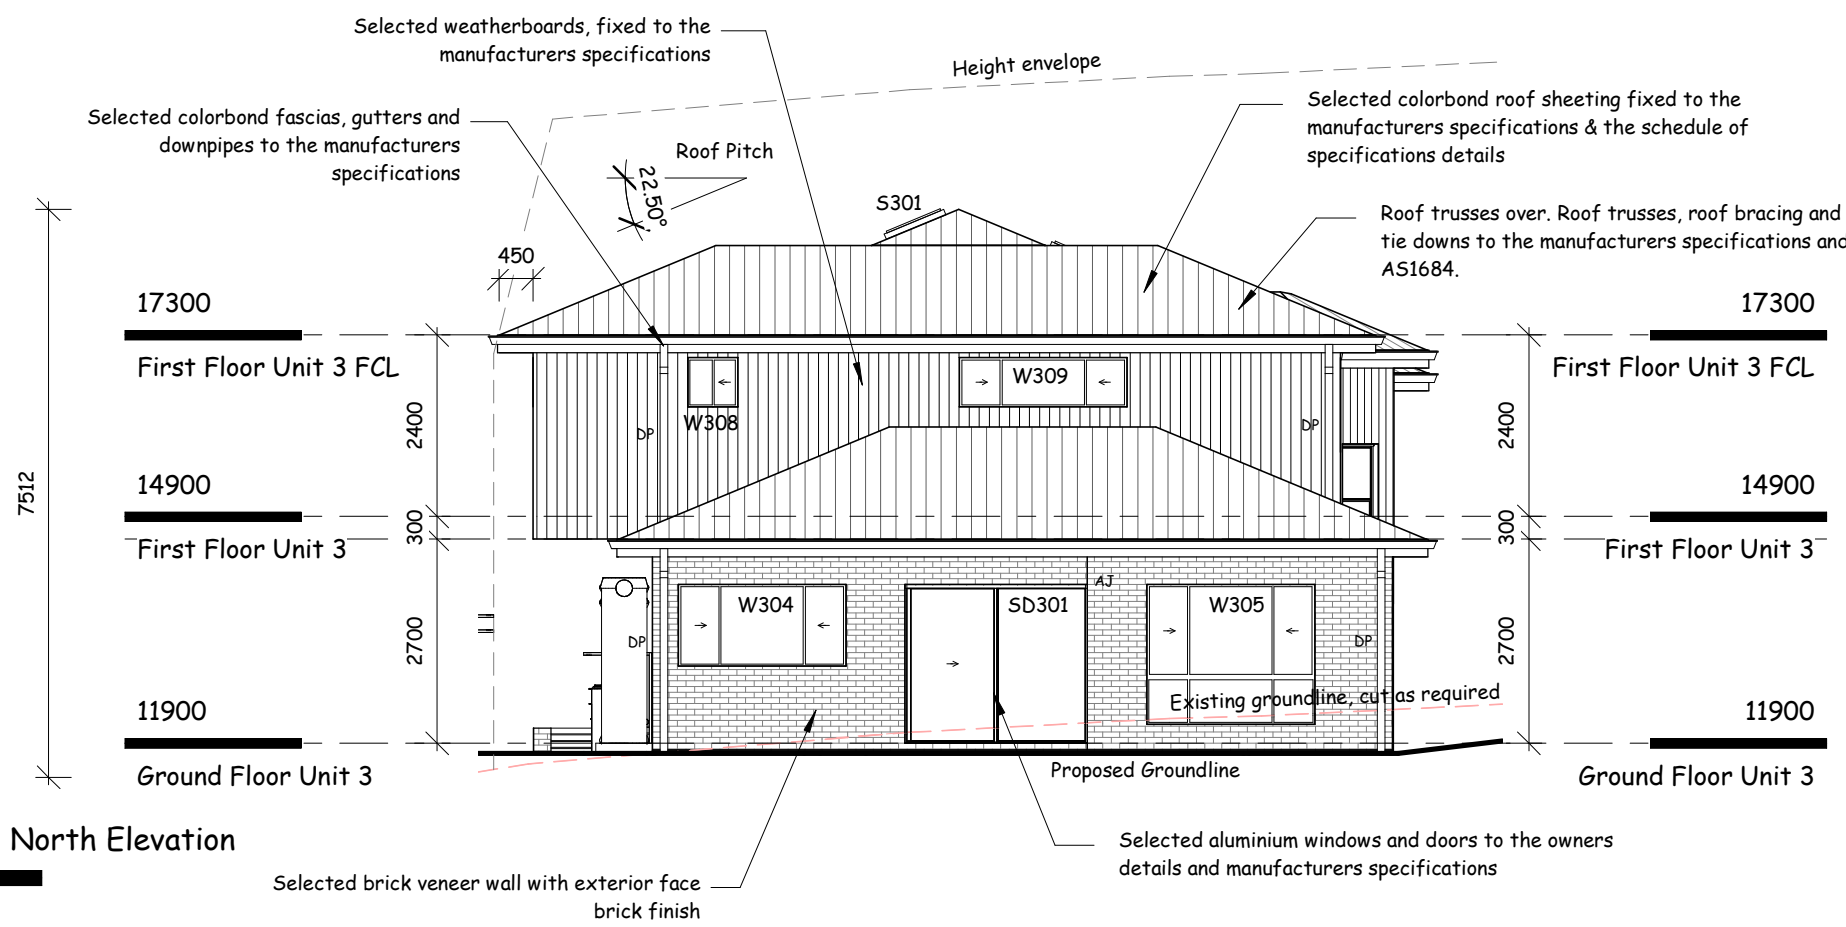 Selected weatherboards, fixed to the
manufacturers specifications
Height envelope
Selected colorbond fascias, gutters and
downpipes to the manufacturers
specifications
Roof Pitch
22.50°
Selected colorbond roof sheeting fixed to the
manufacturers specifications & the schedule of
specifications details
S301
Roof trusses over. Roof trusses, roof bracing and
tie downs to the manufacturers specifications and
AS1684.
450
17300
First Floor Unit 3 FCL
17300
First Floor Unit 3 FCL
W308
W309
DP
DP
2400
2400
7512
14900
First Floor Unit 3
14900
First Floor Unit 3
300
300
AJ
W304
SD301
W305
DP
DP
2700
2700
Existing groundline, cut as required
11900
Ground Floor Unit 3
11900
Ground Floor Unit 3
Proposed Groundline
North Elevation
Selected aluminium windows and doors to the owners
details and manufacturers specifications
Selected brick veneer wall with exterior face
brick finish